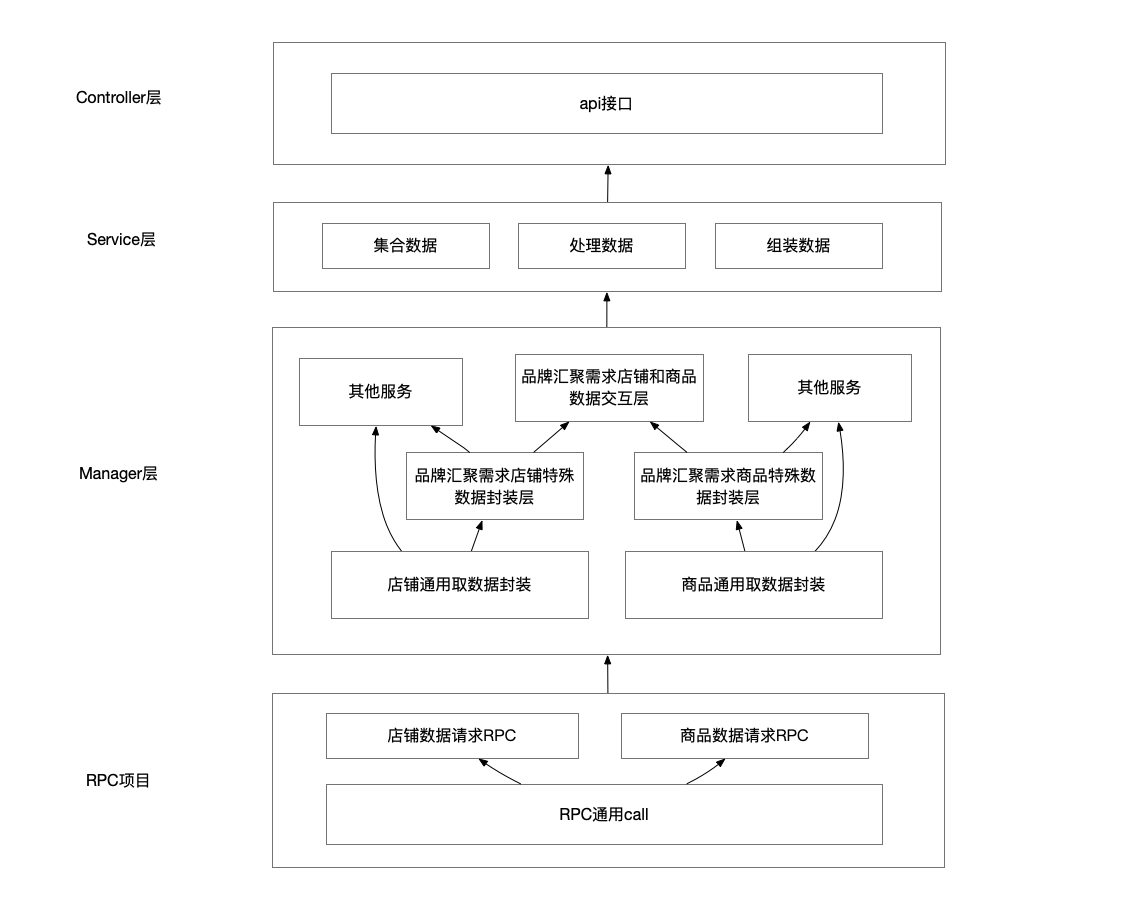 Controller层
api接口
Service层
集合数据
处理数据
组装数据
Manager层
其他服务
品牌汇聚需求店铺和商品
数据交互层
其他服务
品牌汇聚需求店铺特殊
数据封装层
品牌汇聚需求商品特殊数
据封装层
店铺通用取数据封装
商品通用取数据封装
RPC项目
店铺数据请求RPC
商品数据请求RPC
RPC通用call